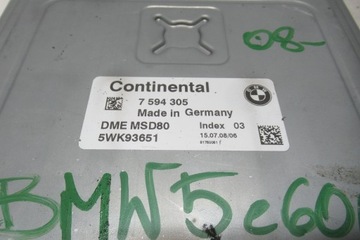 08-
Continental
7 594 305
Made in Germany
DME MSD80
Index 03
5WK93651
15.07.08/06
BMW 5 e60